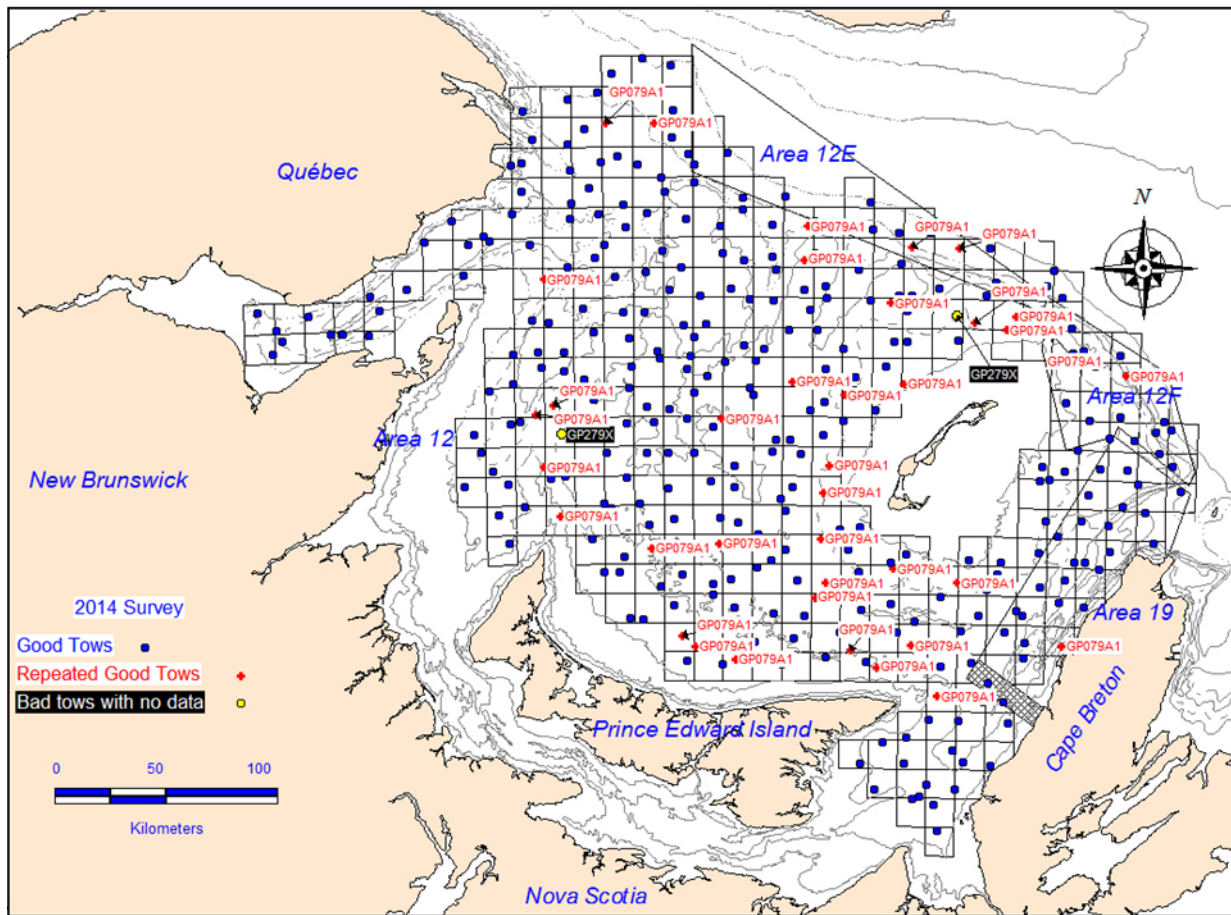 GP079A1
GP079A1
Area 12E
Québec
N
GP079A1
GP079A1
GP079A1
GP079A1
GP079A1
GP079A1
GP079A1
GP079A1
GP079A1
GP079A1
GP279X
GP079A1
GP079A1
GP079A1
GP079A1
GP079A1
Area 12F
GP079A1
GP079A1
GP079A1
Area 12
GP279X
New Brunswick
GP079A1
GP079A1
GP079A1
GP079A1
GP079A1
GP079A1
GP079A1
GP079A1
GP079A1
GP079A1
GP079A1
2014 Survey
Area 19
Good Tows
GP079A1
GP079A1
GP079A1
GP079A1
GP079A1
GP079A1
GP079A1
Repeated Good Tows
GP079A1
Bad tows with no data
Prince Edward Island
Cape Breton
0 50 100
Kilometers
Nova Scotia